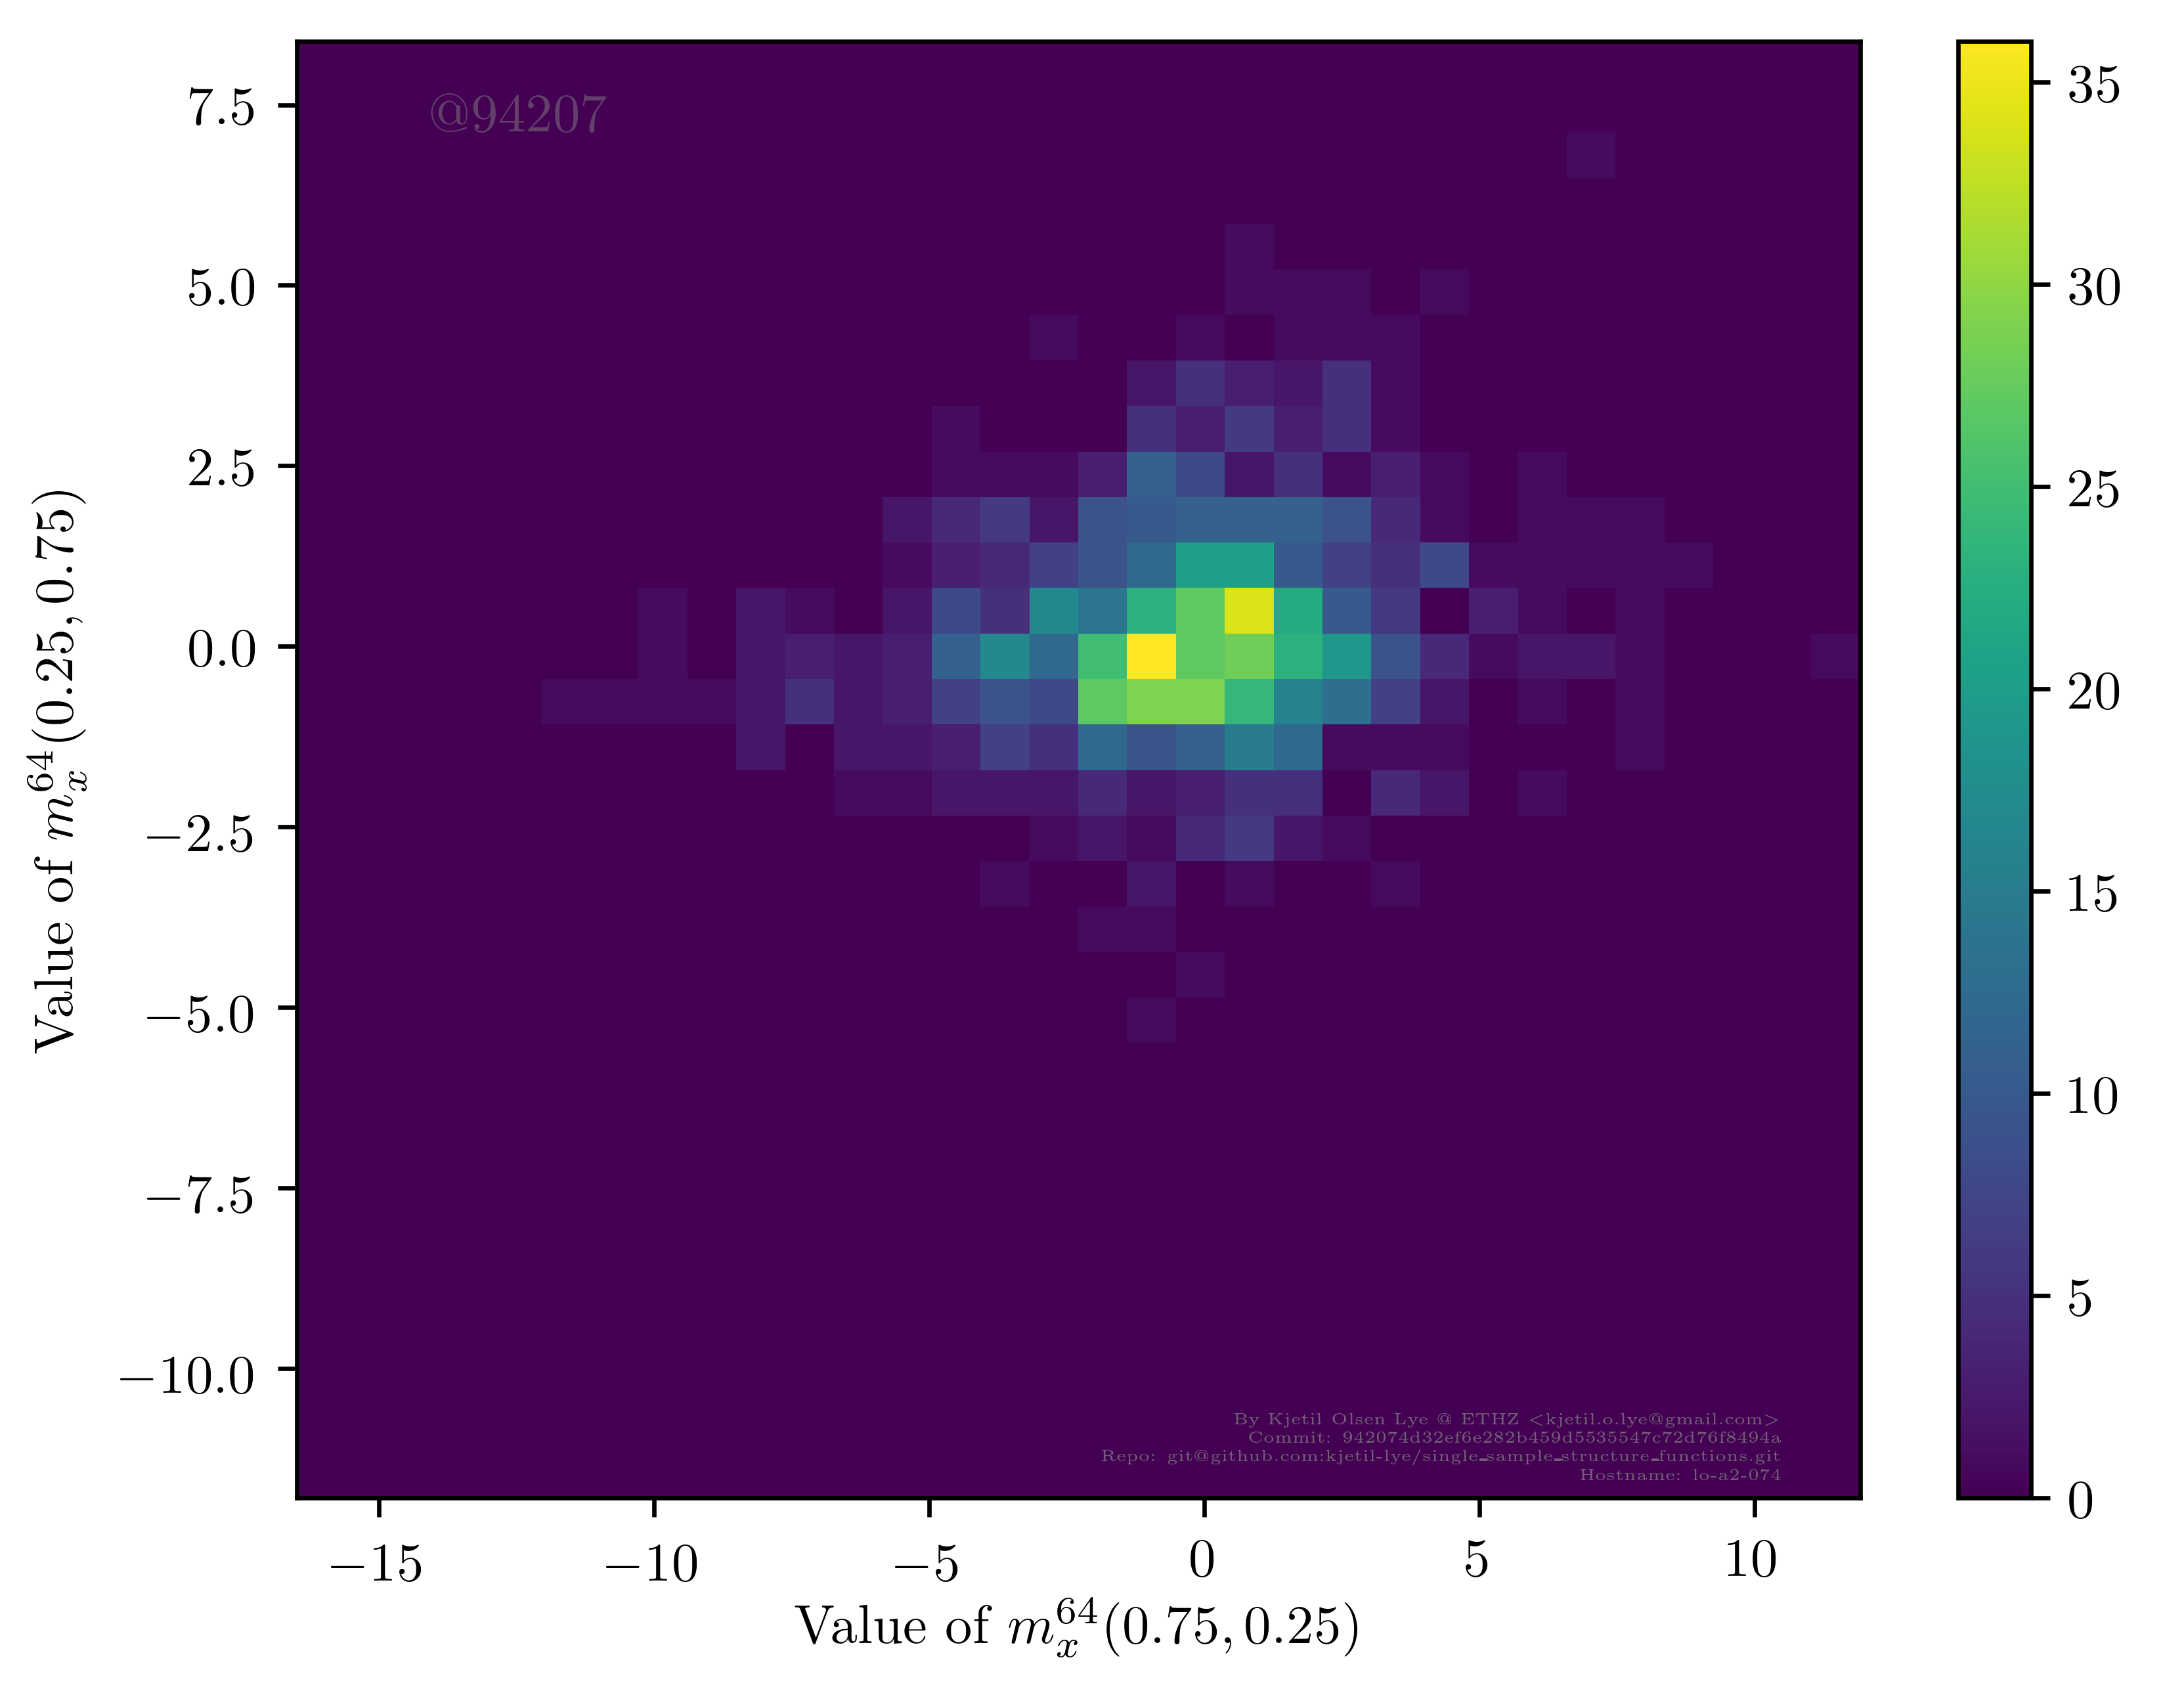 @94207
7.5
5.0
2.5
0.0
−2.5
−5.0
−7.5
−10.0
Value of m_x^{64}(0.25, 0.75)
35
30
25
20
15
10
5
0
By Kjetil Olsen Lye @ ETHZ <kjetil.o.lye@gmail.com>
Commit: 942074d32ef6e282b459d5535547c72d76f8494a
Repo: git@github.com:kjetil-lye/single_sample_structure_functions.git
Hostname: lo-a2-074
−15 −10 −5 0 5 10
Value of m_x^{64}(0.75, 0.25)